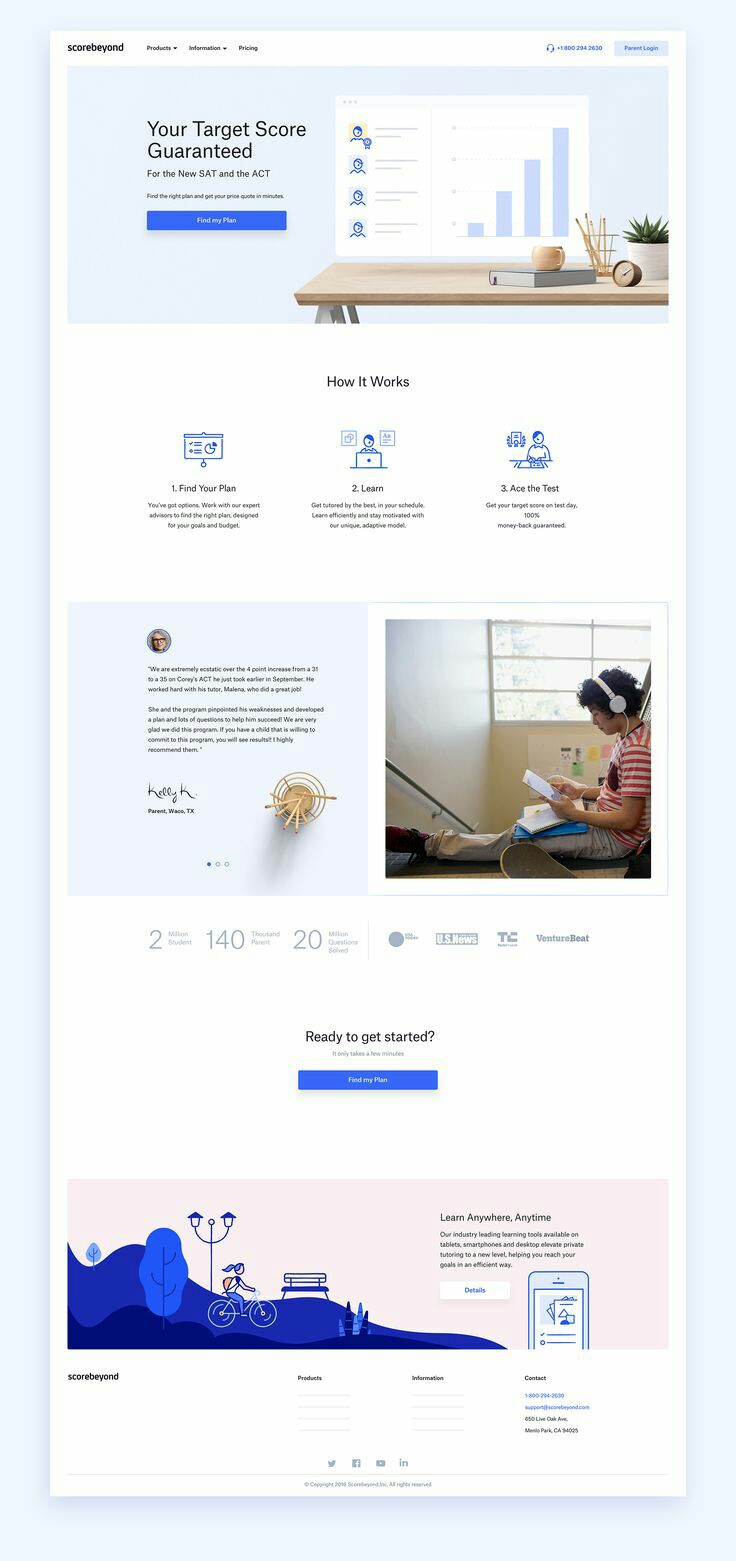 scorebeyond
Products
Information
Pricing
+1 800 294 2630
Parent Login
Your Target Score
Guaranteed
For the New SAT and the ACT
Find the right plan and get your price quote in minutes.
Find my Plan
How It Works
Aa
1. Find Your Plan
You've got options. Work with our expert
advisors to find the right plan, designed
for your goals and budget.
2. Learn
Get tutored by the best, in your schedule.
Learn efficiently and stay motivated with
our unique, adaptive model.
3. Ace the Test
Get your target score on test day,
100%
money-back guaranteed.
"We are extremely ecstatic over the 4 point increase from a 31
to a 35 on Corey's ACT he just took earlier in September. He
worked hard with his tutor, Malena, who did a great job!
She and the program pinpointed his weaknesses and developed
a plan and lots of questions to help him succeed! We are very
glad we did this program. If you have a child that is willing to
commit to this program, you will see results!! I highly
recommend them. "
Kelly K.
Parent, Waco, TX
2
Million
Student
140
Thousand
Parent
20
Million
Questions
Solved
USA
TODAY
U.S.News
TC
TechCrunch
VentureBeat
Ready to get started?
It only takes a few minutes
Find my Plan
Learn Anywhere, Anytime
Our industry leading learning tools available on
tablets, smartphones and desktop elevate private
tutoring to a new level, helping you reach your
goals in an efficient way.
Details
scorebeyond
Products
Information
Contact
1-800-294-2630
support@scorebeyond.com
650 Live Oak Ave,
Menlo Park, CA 94025
© Copyright 2016 Scorebeyond,Inc. All rights reserved